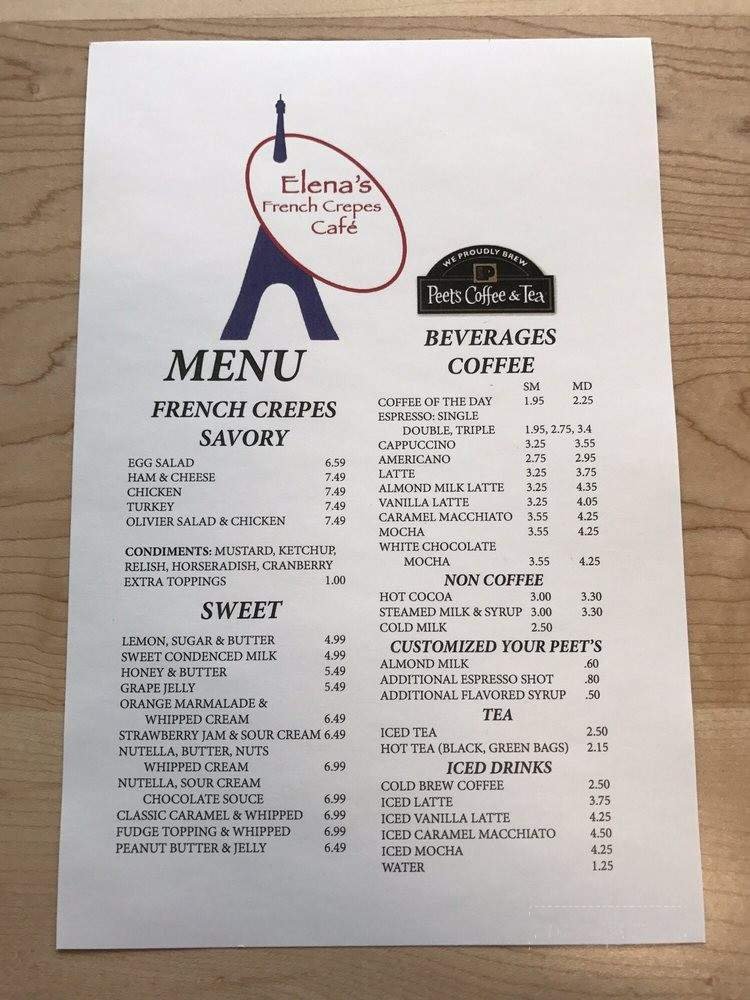 Elena's
French Crepes
Café
WE PROUDLY BREW
Peet's Coffee & Tea
MENU
FRENCH CREPES
SAVORY
EGG SALAD 6.59
HAM & CHEESE 7.49
CHICKEN 7.49
TURKEY 7.49
OLIVIER SALAD & CHICKEN 7.49
CONDIMENTS: MUSTARD, KETCHUP,
RELISH, HORSERADISH, CRANBERRY
EXTRA TOPPINGS 1.00
SWEET
LEMON, SUGAR & BUTTER 4.99
SWEET CONDENCED MILK 4.99
HONEY & BUTTER 5.49
GRAPE JELLY 5.49
ORANGE MARMALADE &
WHIPPED CREAM 6.49
STRAWBERRY JAM & SOUR CREAM 6.49
NUTELLA, BUTTER, NUTS
WHIPPED CREAM 6.99
NUTELLA, SOUR CREAM
CHOCOLATE SOUCE 6.99
CLASSIC CARAMEL & WHIPPED 6.99
FUDGE TOPPING & WHIPPED 6.99
PEANUT BUTTER & JELLY 6.49
BEVERAGES
COFFEE
SM MD
COFFEE OF THE DAY 1.95 2.25
ESPRESSO: SINGLE
DOUBLE, TRIPLE 1.95, 2.75, 3.4
CAPPUCCINO 3.25 3.55
AMERICANO 2.75 2.95
LATTE 3.25 3.75
ALMOND MILK LATTE 3.25 4.35
VANILLA LATTE 3.25 4.05
CARAMEL MACCHIATO 3.55 4.25
MOCHA 3.55 4.25
WHITE CHOCOLATE
MOCHA 3.55 4.25
NON COFFEE
HOT COCOA 3.00 3.30
STEAMED MILK & SYRUP 3.00 3.30
COLD MILK 2.50
CUSTOMIZED YOUR PEET'S
ALMOND MILK .60
ADDITIONAL ESPRESSO SHOT .80
ADDITIONAL FLAVORED SYRUP .50
TEA
ICED TEA 2.50
HOT TEA (BLACK, GREEN BAGS) 2.15
ICED DRINKS
COLD BREW COFFEE 2.50
ICED LATTE 3.75
ICED VANILLA LATTE 4.25
ICED CARAMEL MACCHIATO 4.50
ICED MOCHA 4.25
WATER 1.25